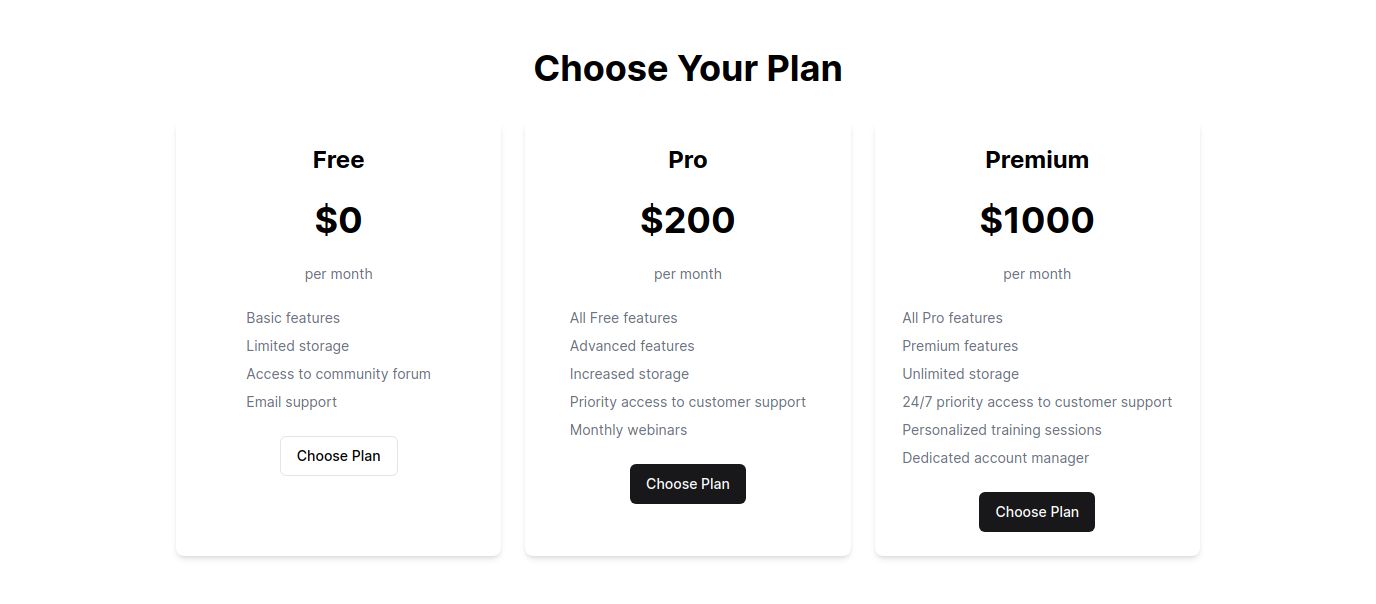 Choose Your Plan
Free
$0
per month
Basic features
Limited storage
Access to community forum
Email support
Choose Plan
Pro
$200
per month
All Free features
Advanced features
Increased storage
Priority access to customer support
Monthly webinars
Choose Plan
Premium
$1000
per month
All Pro features
Premium features
Unlimited storage
24/7 priority access to customer support
Personalized training sessions
Dedicated account manager
Choose Plan